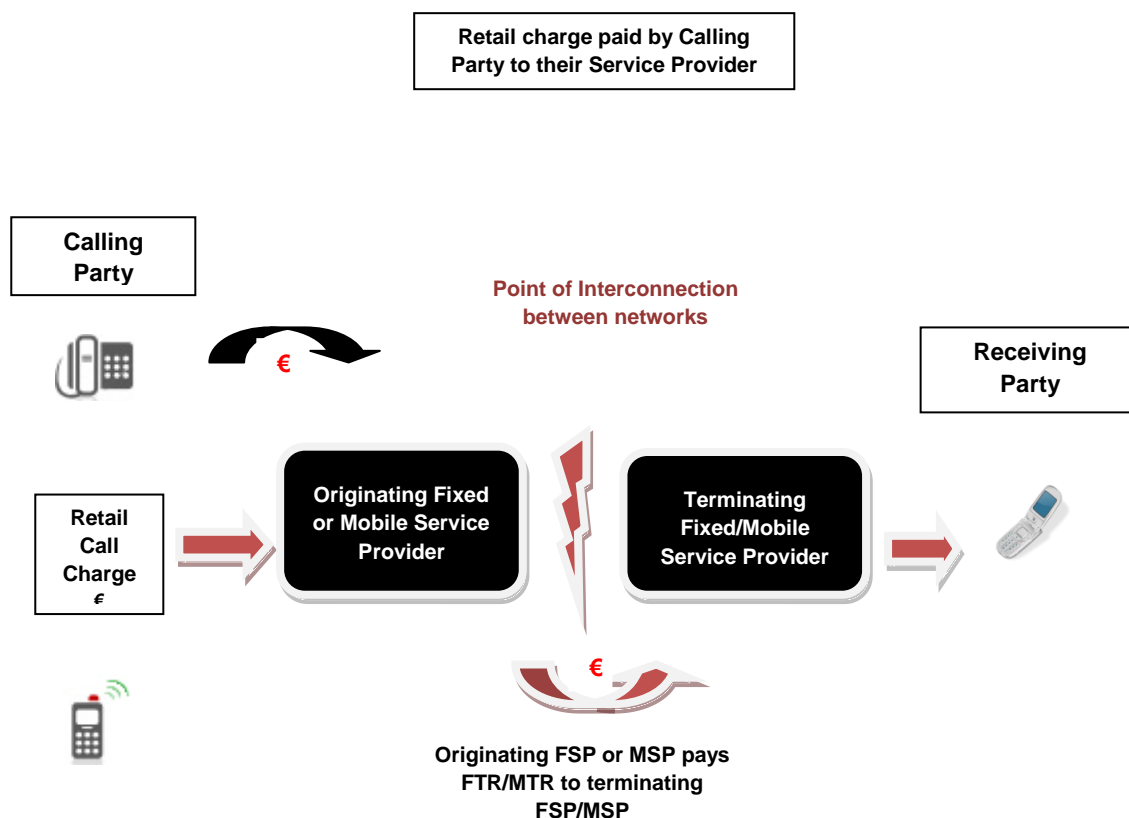 Retail charge paid by Calling
Party to their Service Provider
Calling
Party
Point of Interconnection
between networks
€
Receiving
Party
Retail
Call
Charge
€
Originating Fixed
or Mobile Service
Provider
Terminating
Fixed/Mobile
Service Provider
€
Originating FSP or MSP pays
FTR/MTR to terminating
FSP/MSP